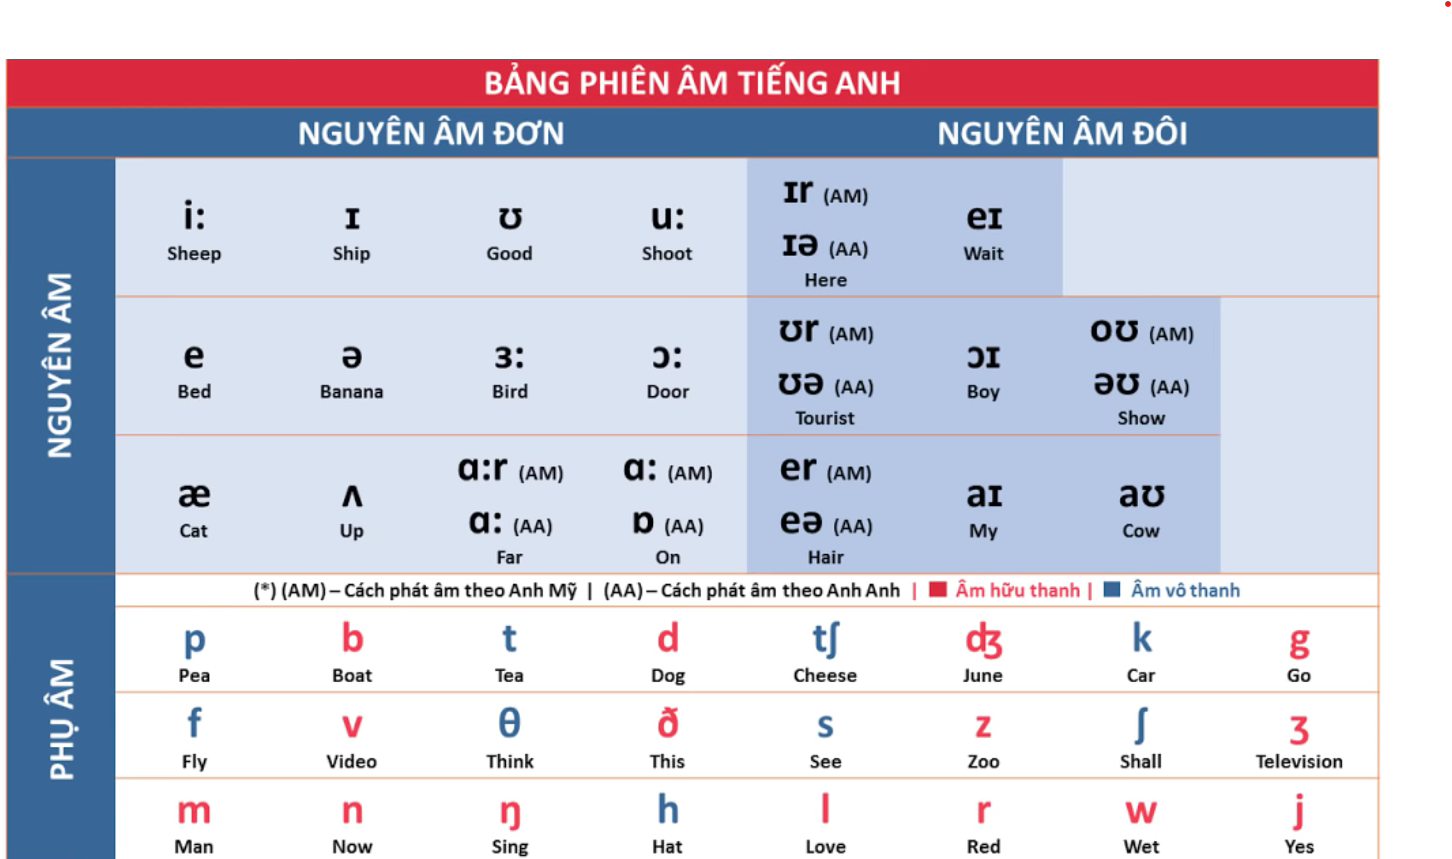 BẢNG PHIÊN ÂM TIẾNG ANH
NGUYÊN ÂM ĐƠN NGUYÊN ÂM ĐÔI
NGUYÊN ÂM
i: ɪ ʊ u: ɪr (AM) eɪ
ɪə (AA)
Sheep Ship Good Shoot Here Wait
e ə ɜ: ɔ: ʊr (AM) ɔɪ oʊ (AM)
ʊə (AA) əʊ (AA)
Bed Banana Bird Door Tourist Boy Show
æ ʌ ɑ:r (AM) ɑ: (AM) er (AM) aɪ aʊ
ɑ: (AA) ɒ (AA) eə (AA)
Cat Up Far On Hair My Cow
(*) (AM) – Cách phát âm theo Anh Mỹ | (AA) – Cách phát âm theo Anh Anh | Âm hữu thanh | Âm vô thanh
PHỤ ÂM
p b t d tʃ ʤ k g
Pea Boat Tea Dog Cheese June Car Go
f v θ ð s z ʃ ʒ
Fly Video Think This See Zoo Shall Television
m n ŋ h l r w j
Man Now Sing Hat Love Red Wet Yes